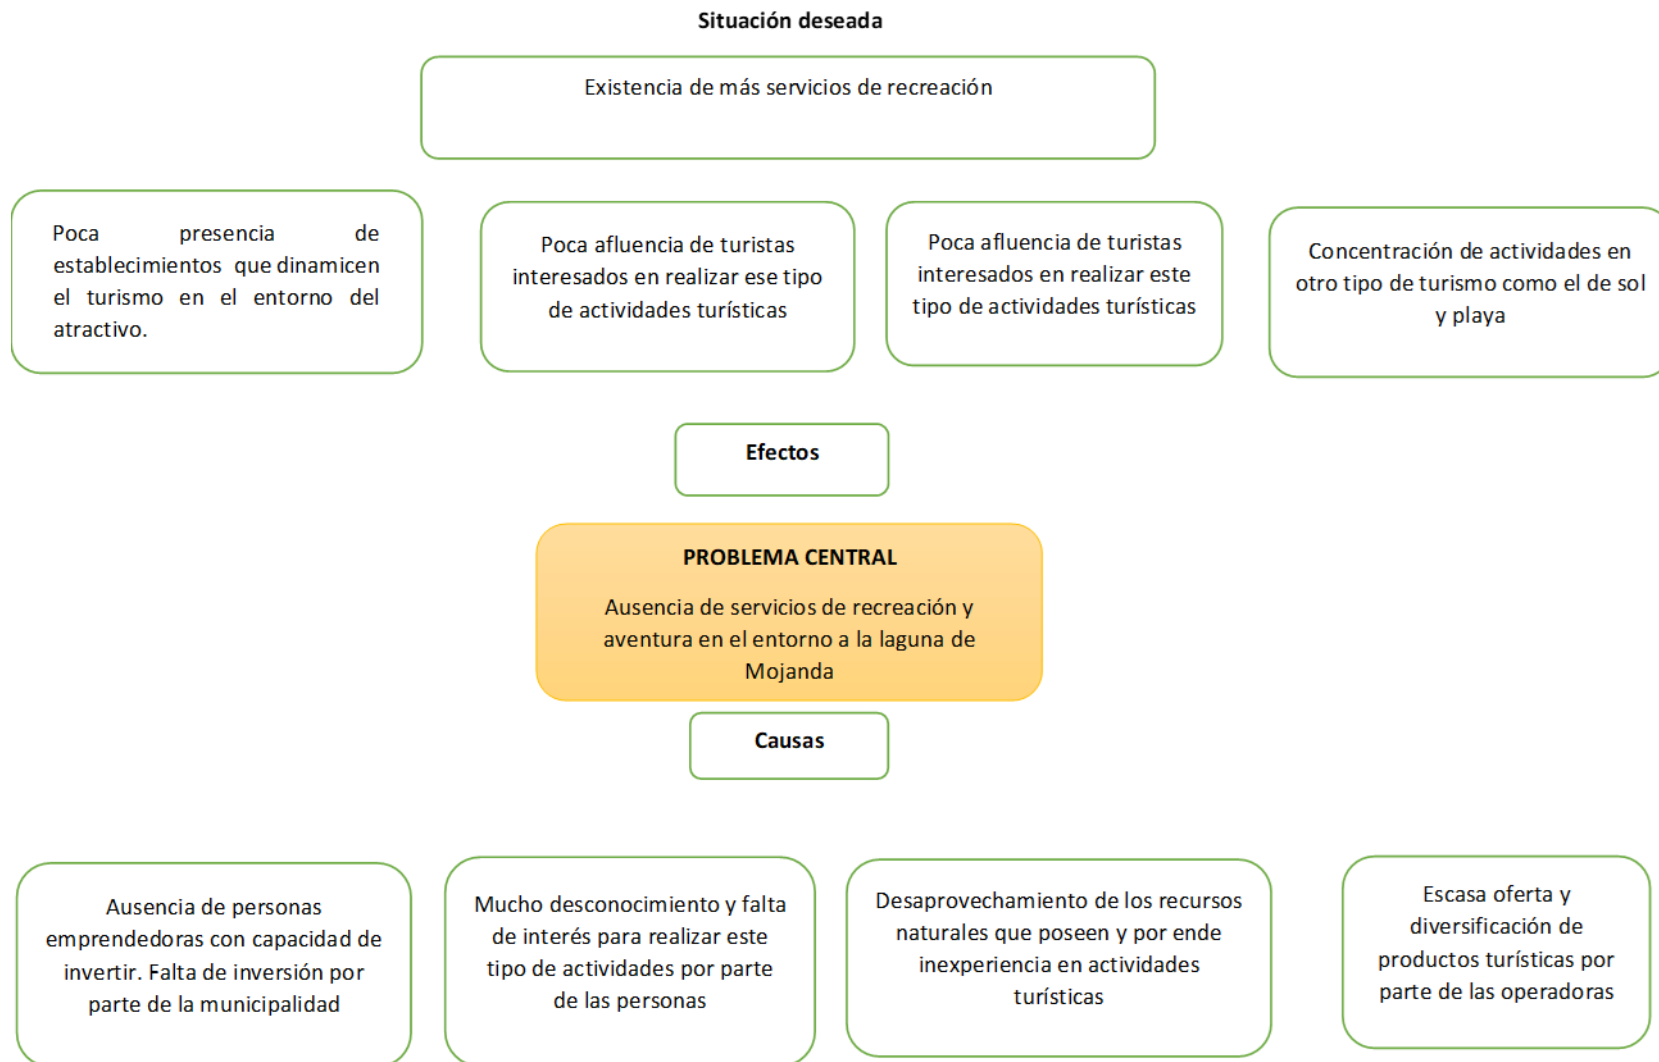 Situación deseada
Existencia de más servicios de recreación
Poca presencia de
establecimientos que dinamicen
el turismo en el entorno del
atractivo.
Poca afluencia de turistas
interesados en realizar ese tipo
de actividades turísticas
Poca afluencia de turistas
interesados en realizar este
tipo de actividades turísticas
Concentración de actividades en
otro tipo de turismo como el de sol
y playa
Efectos
PROBLEMA CENTRAL
Ausencia de servicios de recreación y
aventura en el entorno a la laguna de
Mojanda
Causas
Ausencia de personas
emprendedoras con capacidad de
invertir. Falta de inversión por
parte de la municipalidad
Mucho desconocimiento y falta
de interés para realizar este
tipo de actividades por parte
de las personas
Desaprovechamiento de los recursos
naturales que poseen y por ende
inexperiencia en actividades
turísticas
Escasa oferta y
diversificación de
productos turísticas por
parte de las operadoras